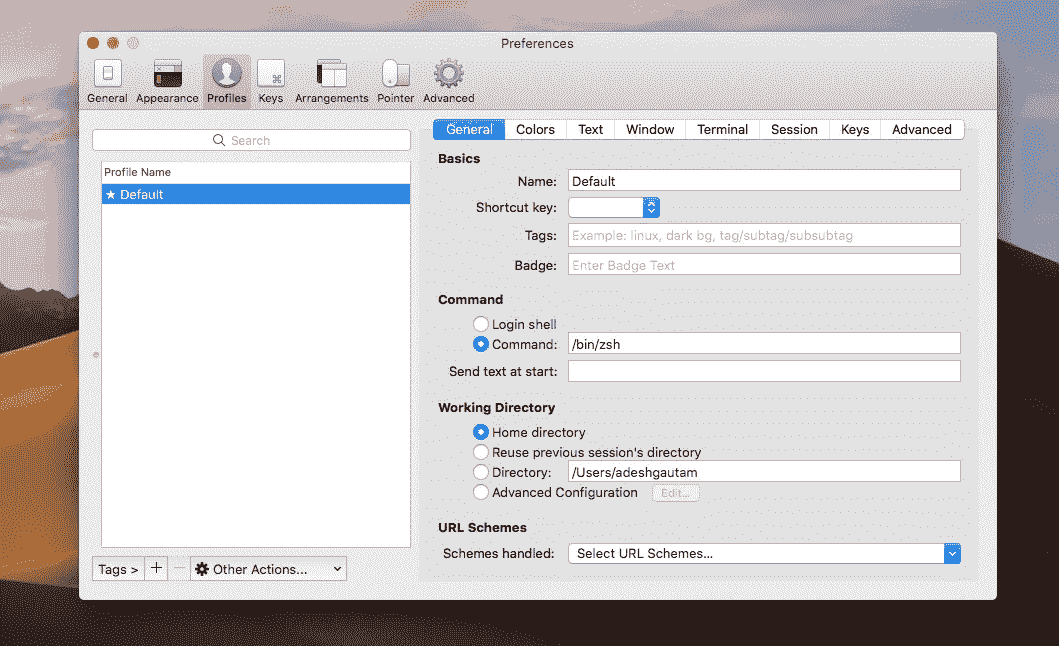 Preferences
General Appearance Profiles Keys Arrangements Pointer Advanced
Search
Profile Name
★ Default
Tags >
+
−
Other Actions...
General Colors Text Window Terminal Session Keys Advanced
Basics
Name: Default
Shortcut key:
Tags: Example: linux, dark bg, tag/subtag/subsubtag
Badge: Enter Badge Text
Command
Login shell
Command: /bin/zsh
Send text at start:
Working Directory
Home directory
Reuse previous session's directory
Directory: /Users/adeshgautam
Advanced Configuration Edit...
URL Schemes
Schemes handled: Select URL Schemes...